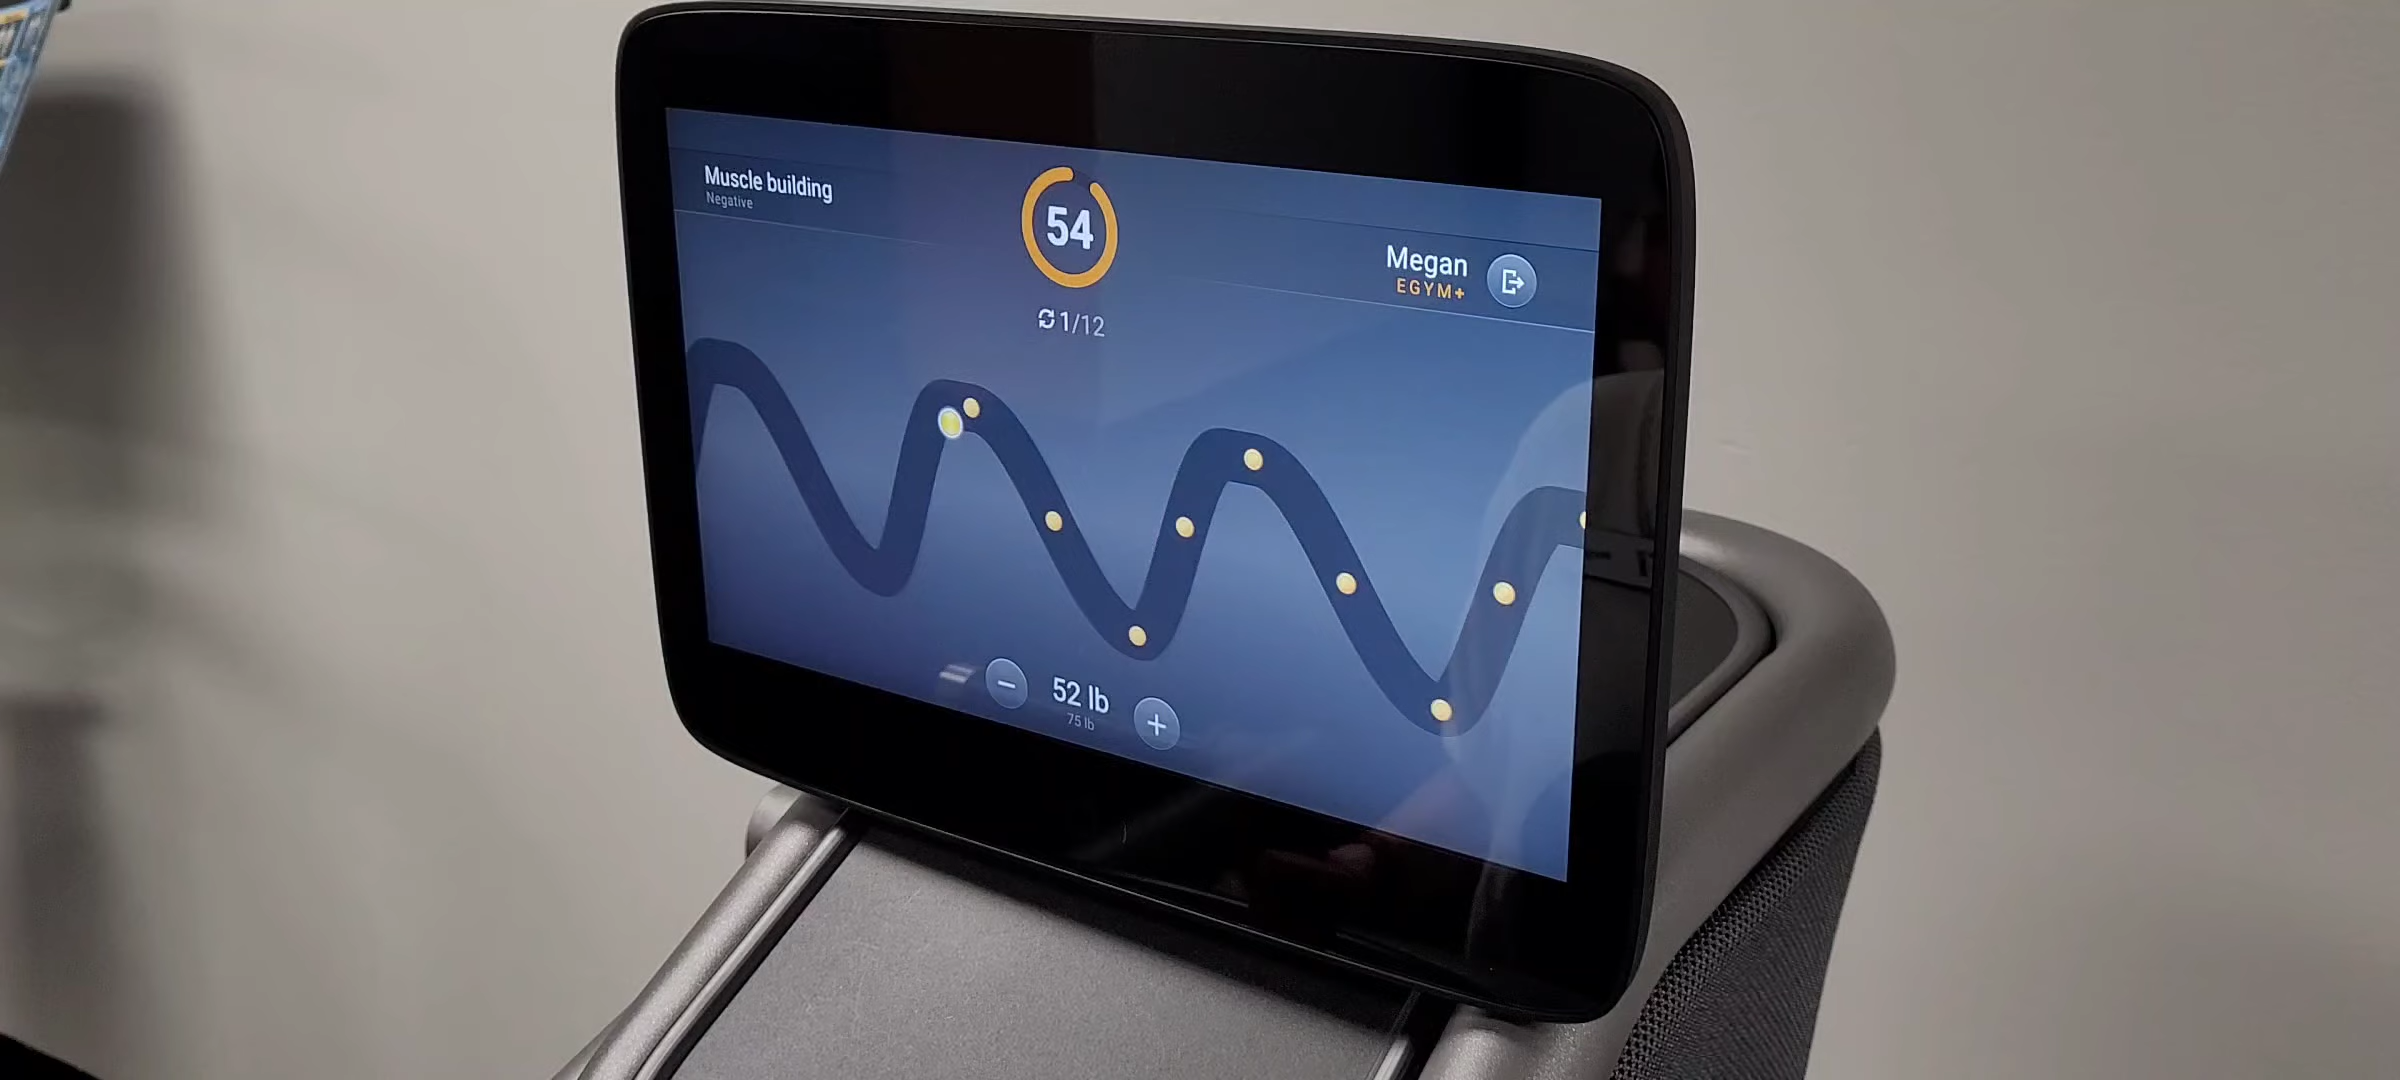 Muscle building
Negative
54
1/12
Megan
EGYM+
52 lb
75 lb